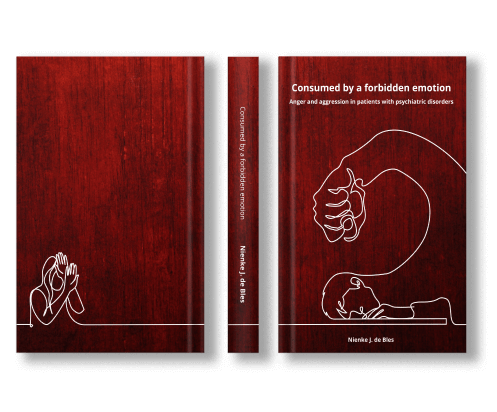 Consumed by a forbidden emotion
Nienke J. de Bles
Consumed by a forbidden emotion
Anger and aggression in patients with psychiatric disorders
Nienke J. de Bles